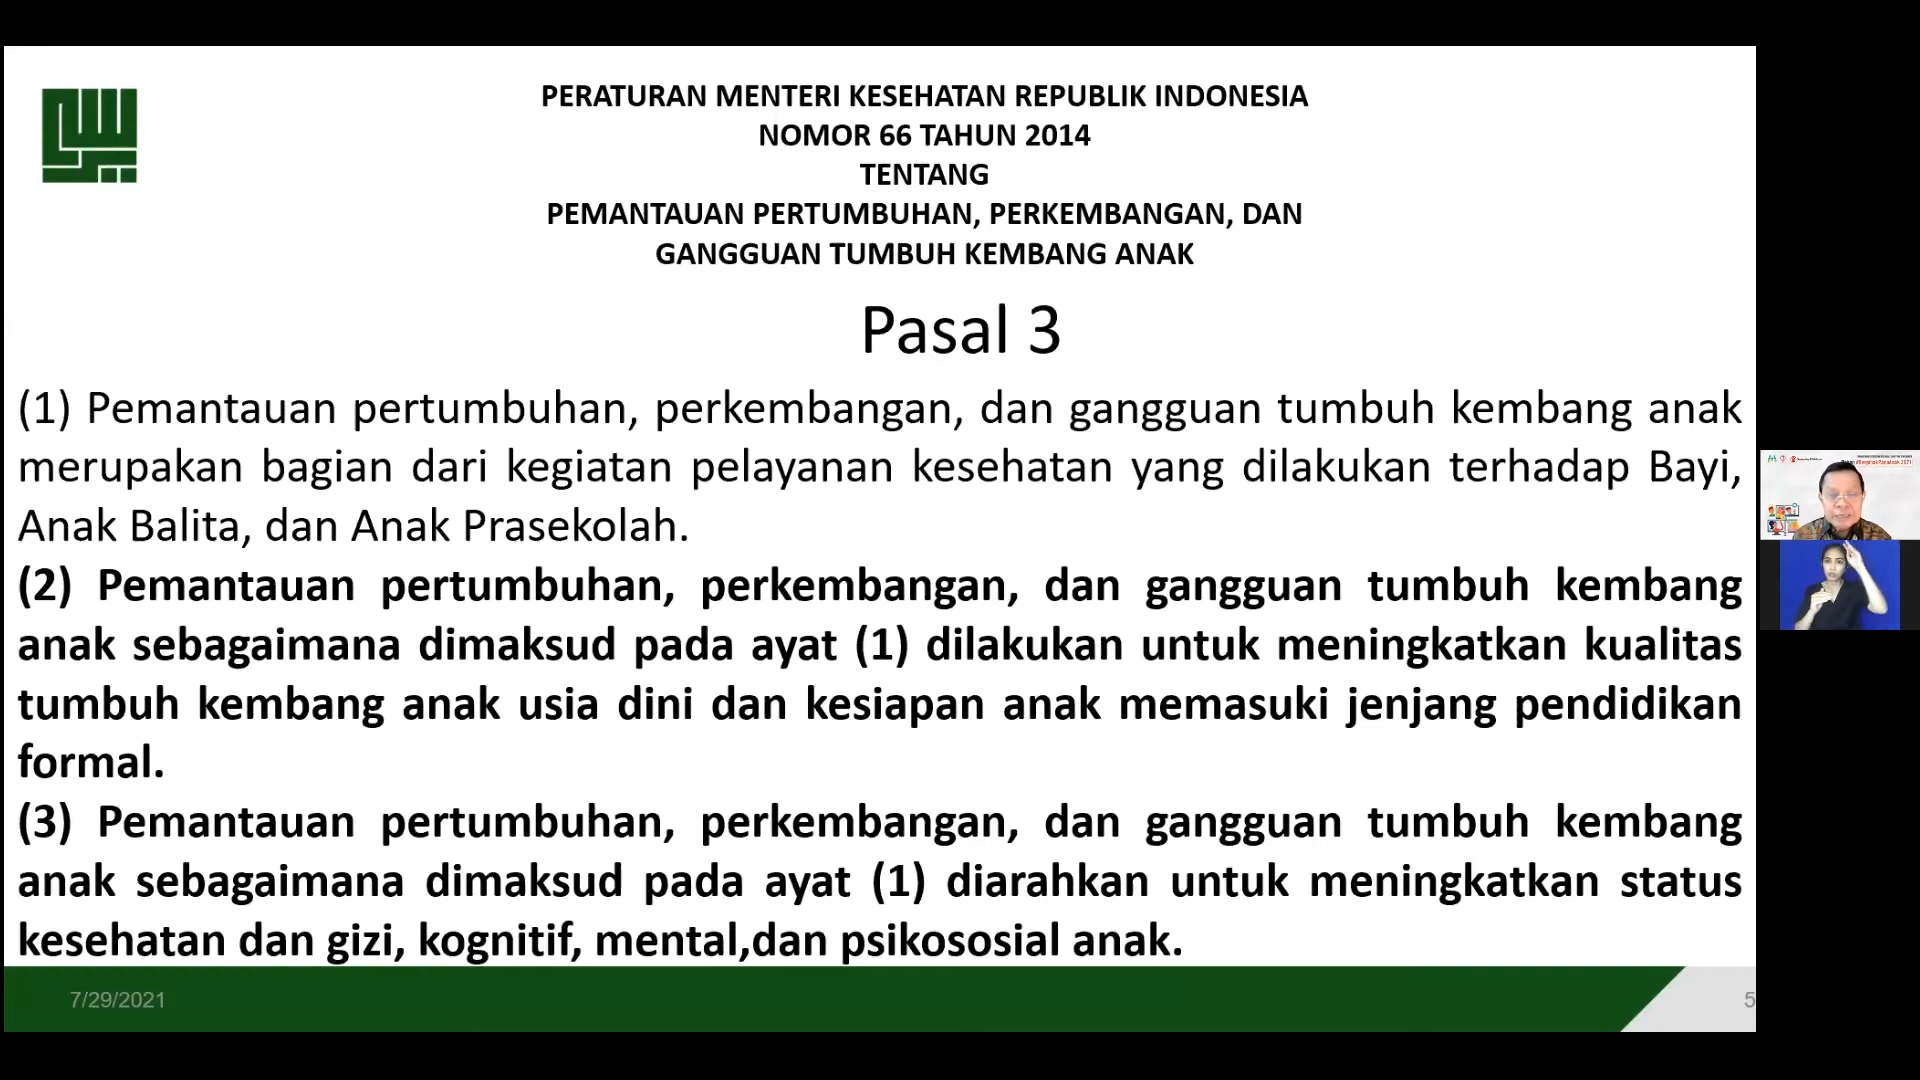 PERATURAN MENTERI KESEHATAN REPUBLIK INDONESIA
NOMOR 66 TAHUN 2014
TENTANG
PEMANTAUAN PERTUMBUHAN, PERKEMBANGAN, DAN
GANGGUAN TUMBUH KEMBANG ANAK
Pasal 3
(1) Pemantauan pertumbuhan, perkembangan, dan gangguan tumbuh kembang anak
merupakan bagian dari kegiatan pelayanan kesehatan yang dilakukan terhadap Bayi,
Anak Balita, dan Anak Prasekolah.
(2) Pemantauan pertumbuhan, perkembangan, dan gangguan tumbuh kembang
anak sebagaimana dimaksud pada ayat (1) dilakukan untuk meningkatkan kualitas
tumbuh kembang anak usia dini dan kesiapan anak memasuki jenjang pendidikan
formal.
(3) Pemantauan pertumbuhan, perkembangan, dan gangguan tumbuh kembang
anak sebagaimana dimaksud pada ayat (1) diarahkan untuk meningkatkan status
kesehatan dan gizi, kognitif, mental,dan psikososial anak.
7/29/2021
5